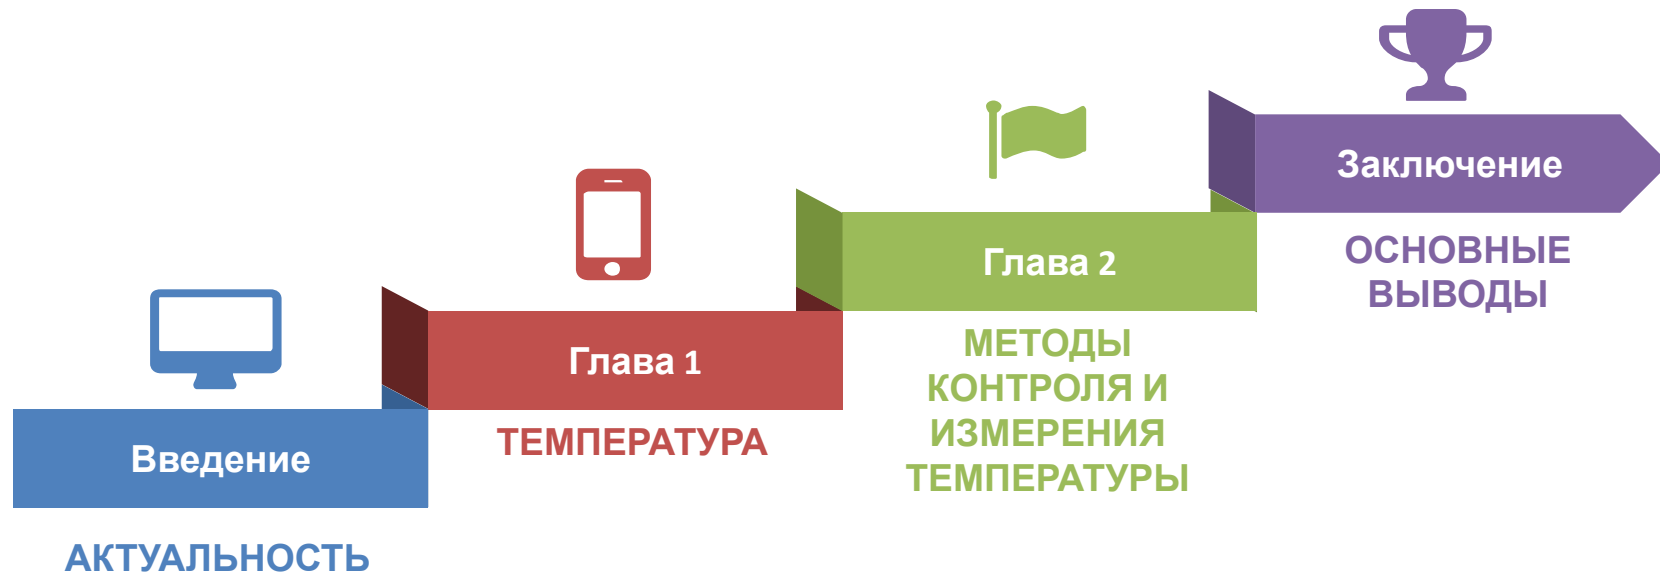 Введение
АКТУАЛЬНОСТЬ
Глава 1
ТЕМПЕРАТУРА
Глава 2
МЕТОДЫ
КОНТРОЛЯ И
ИЗМЕРЕНИЯ
ТЕМПЕРАТУРЫ
Заключение
ОСНОВНЫЕ
ВЫВОДЫ